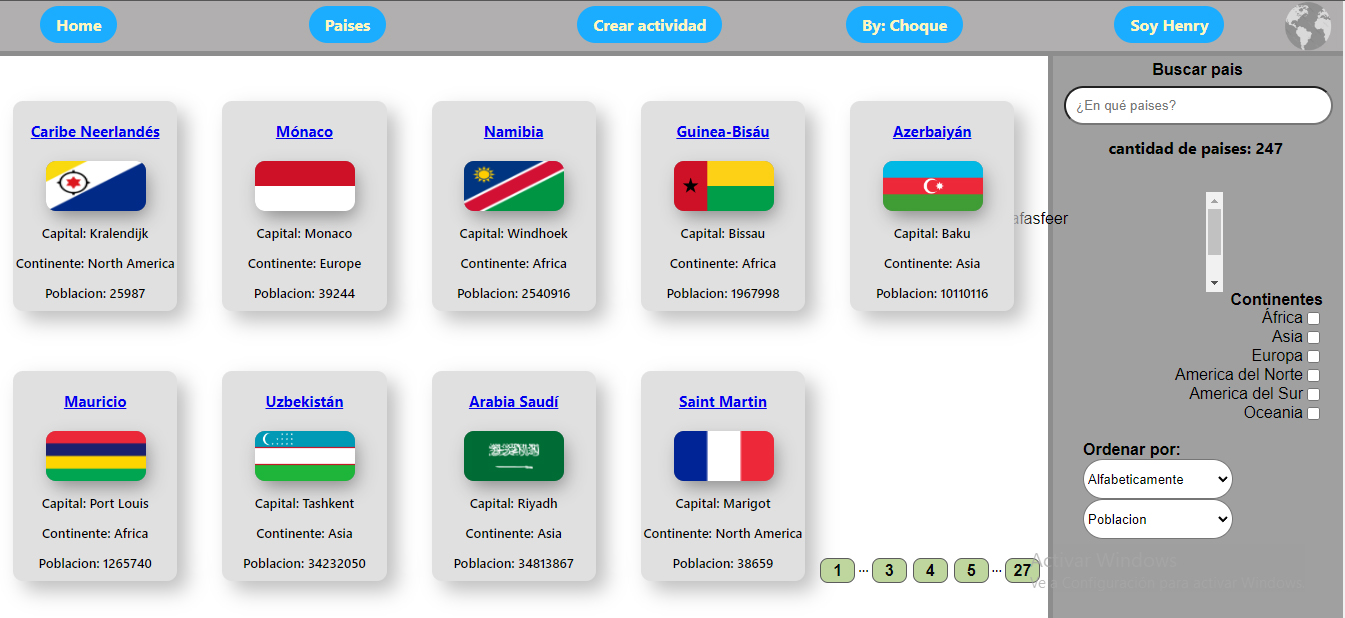 Home
Paises
Crear actividad
By: Choque
Soy Henry
Caribe Neerlandés
Capital: Kralendijk
Continente: North America
Poblacion: 25987
Mónaco
Capital: Monaco
Continente: Europe
Poblacion: 39244
Namibia
Capital: Windhoek
Continente: Africa
Poblacion: 2540916
Guinea-Bisáu
Capital: Bissau
Continente: Africa
Poblacion: 1967998
Azerbaiyán
Capital: Baku
Continente: Asia
Poblacion: 10110116
Mauricio
Capital: Port Louis
Continente: Africa
Poblacion: 1265740
Uzbekistán
Capital: Tashkent
Continente: Asia
Poblacion: 34232050
Arabia Saudí
Capital: Riyadh
Continente: Asia
Poblacion: 34813867
Saint Martin
Capital: Marigot
Continente: North America
Poblacion: 38659
1 ... 3 4 5 ... 27
Buscar pais
¿En qué paises?
cantidad de paises: 247
afasfeer
Continentes
África
Asia
Europa
America del Norte
America del Sur
Oceania
Ordenar por:
Alfabeticamente
Poblacion
Activar Windows
Ve a Configuración para activar Windows.